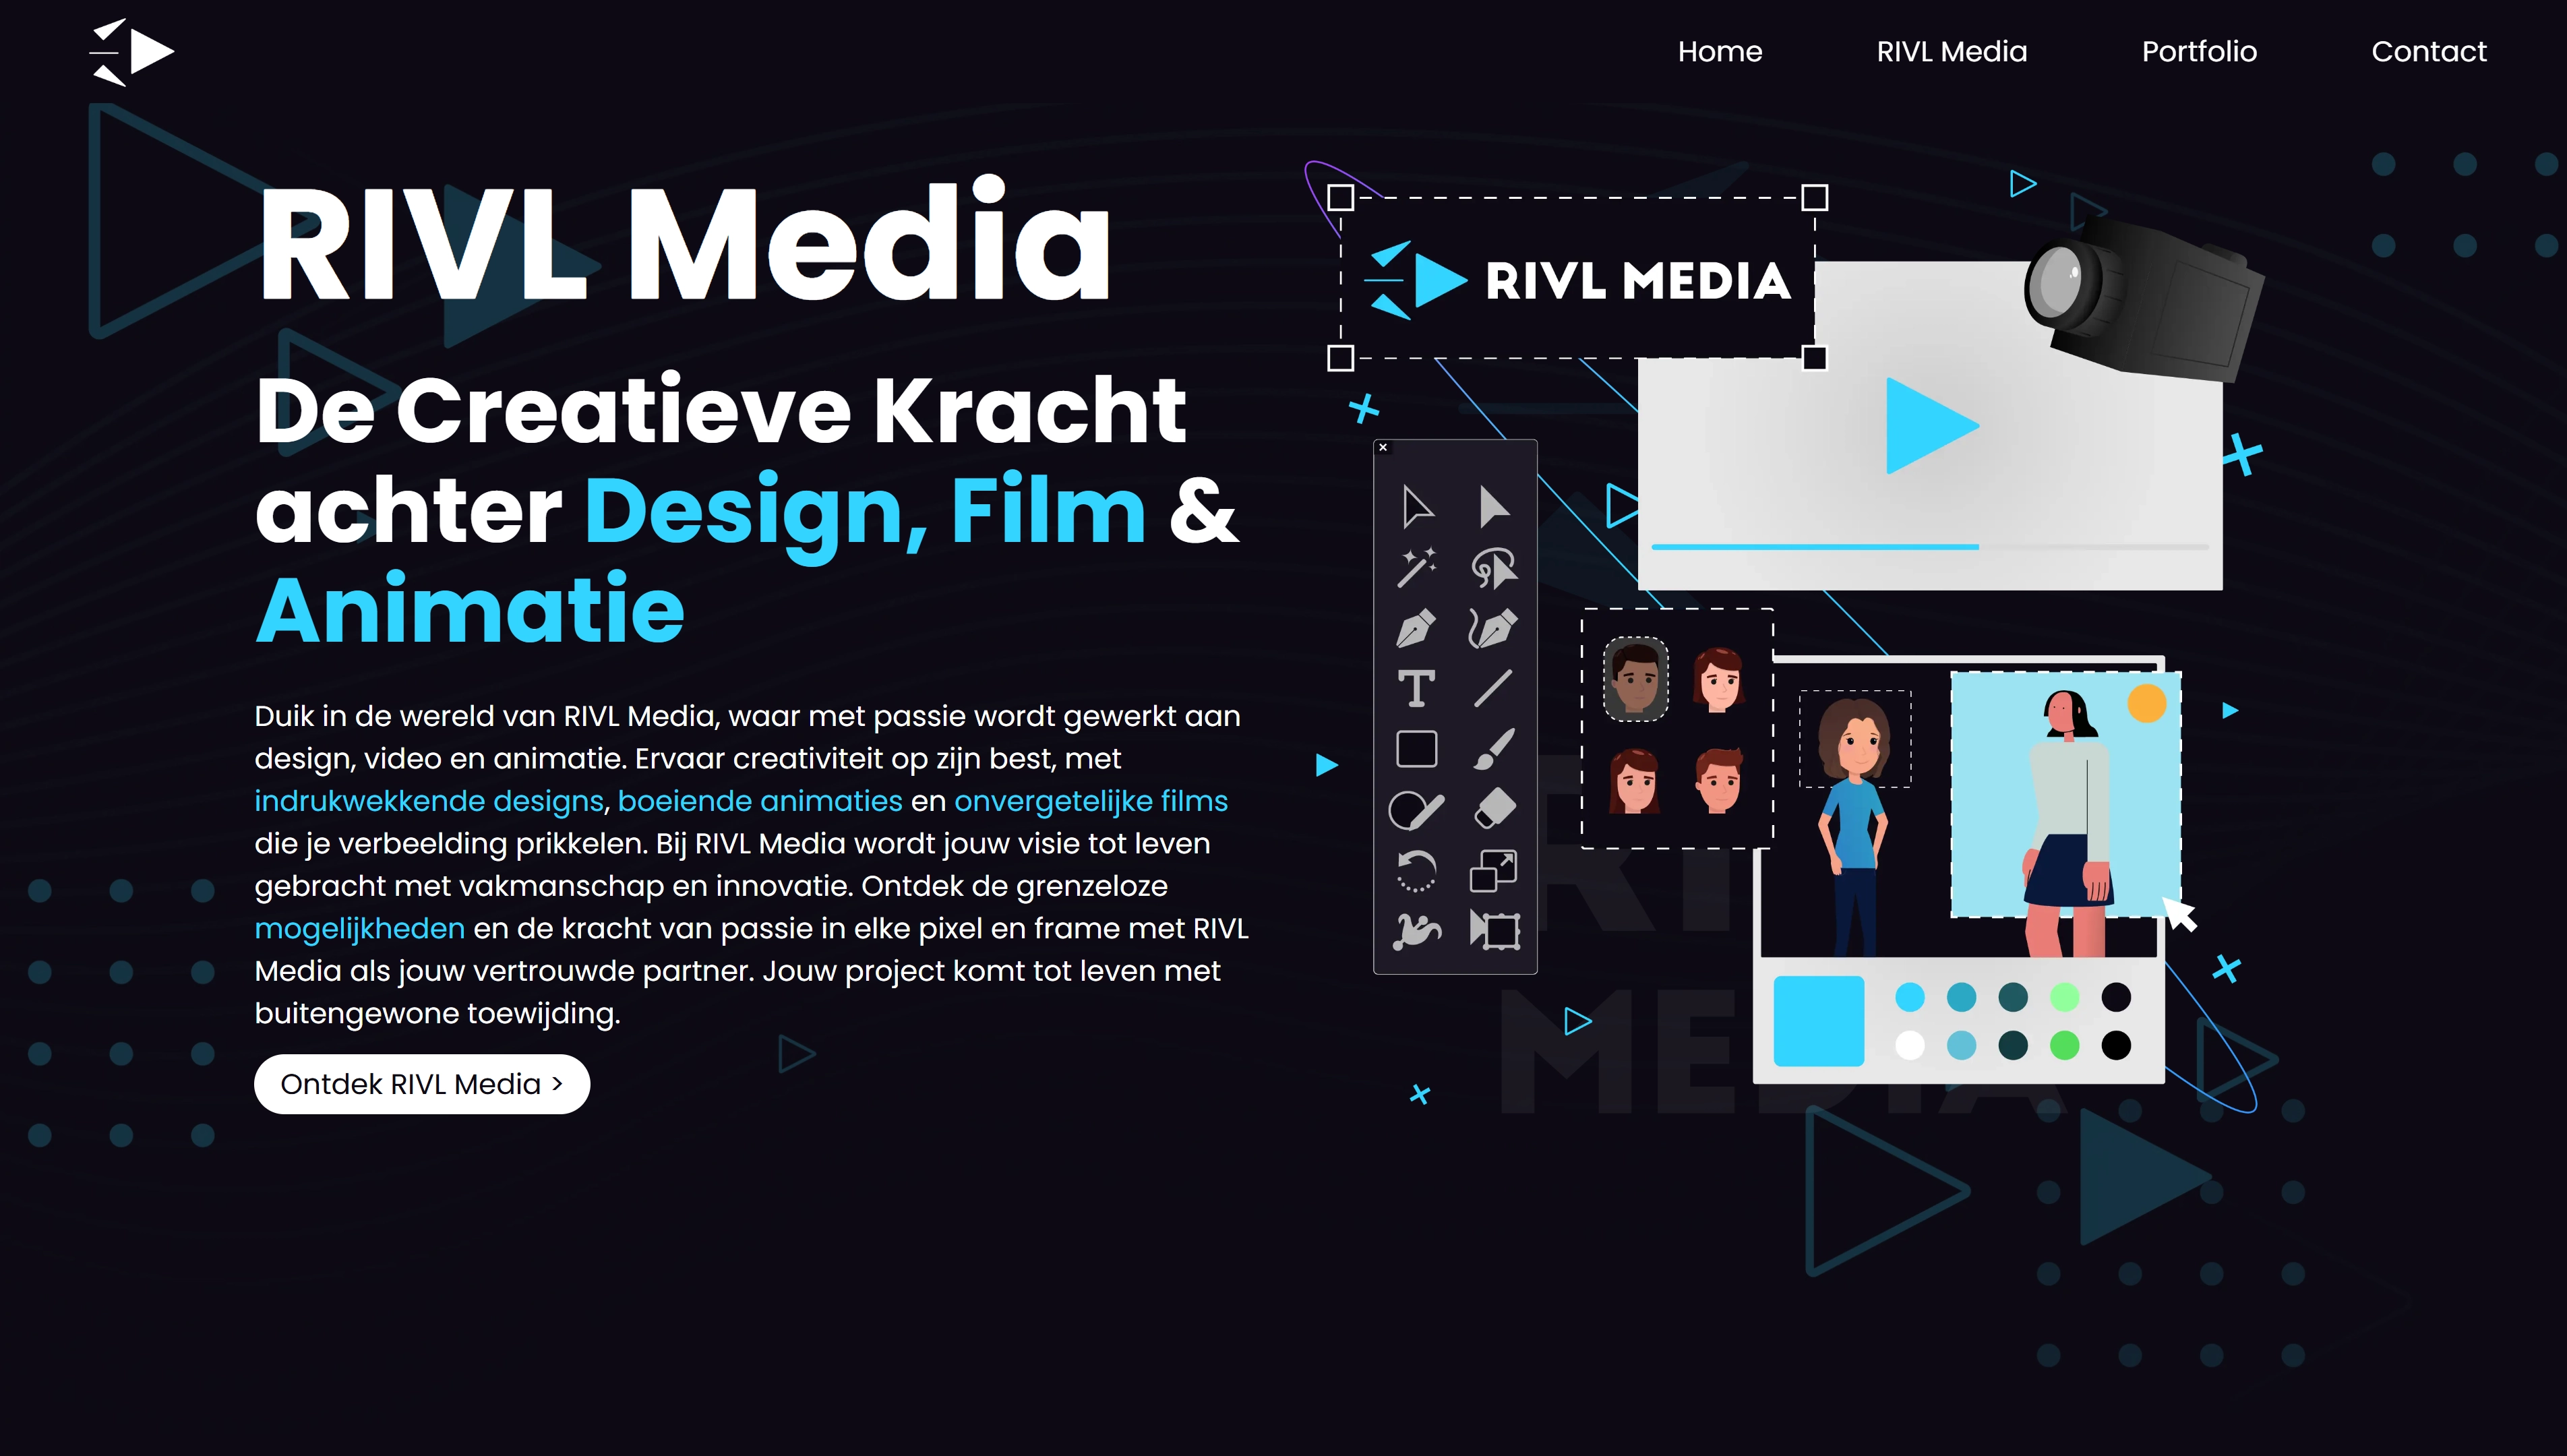 Home RIVL Media Portfolio Contact
RIVL Media
De Creatieve Kracht
achter Design, Film &
Animatie
Duik in de wereld van RIVL Media, waar met passie wordt gewerkt aan
design, video en animatie. Ervaar creativiteit op zijn best, met
indrukwekkende designs, boeiende animaties en onvergetelijke films
die je verbeelding prikkelen. Bij RIVL Media wordt jouw visie tot leven
gebracht met vakmanschap en innovatie. Ontdek de grenzeloze
mogelijkheden en de kracht van passie in elke pixel en frame met RIVL
Media als jouw vertrouwde partner. Jouw project komt tot leven met
buitengewone toewijding.
Ontdek RIVL Media >
RIVL MEDIA
T
MEDIA